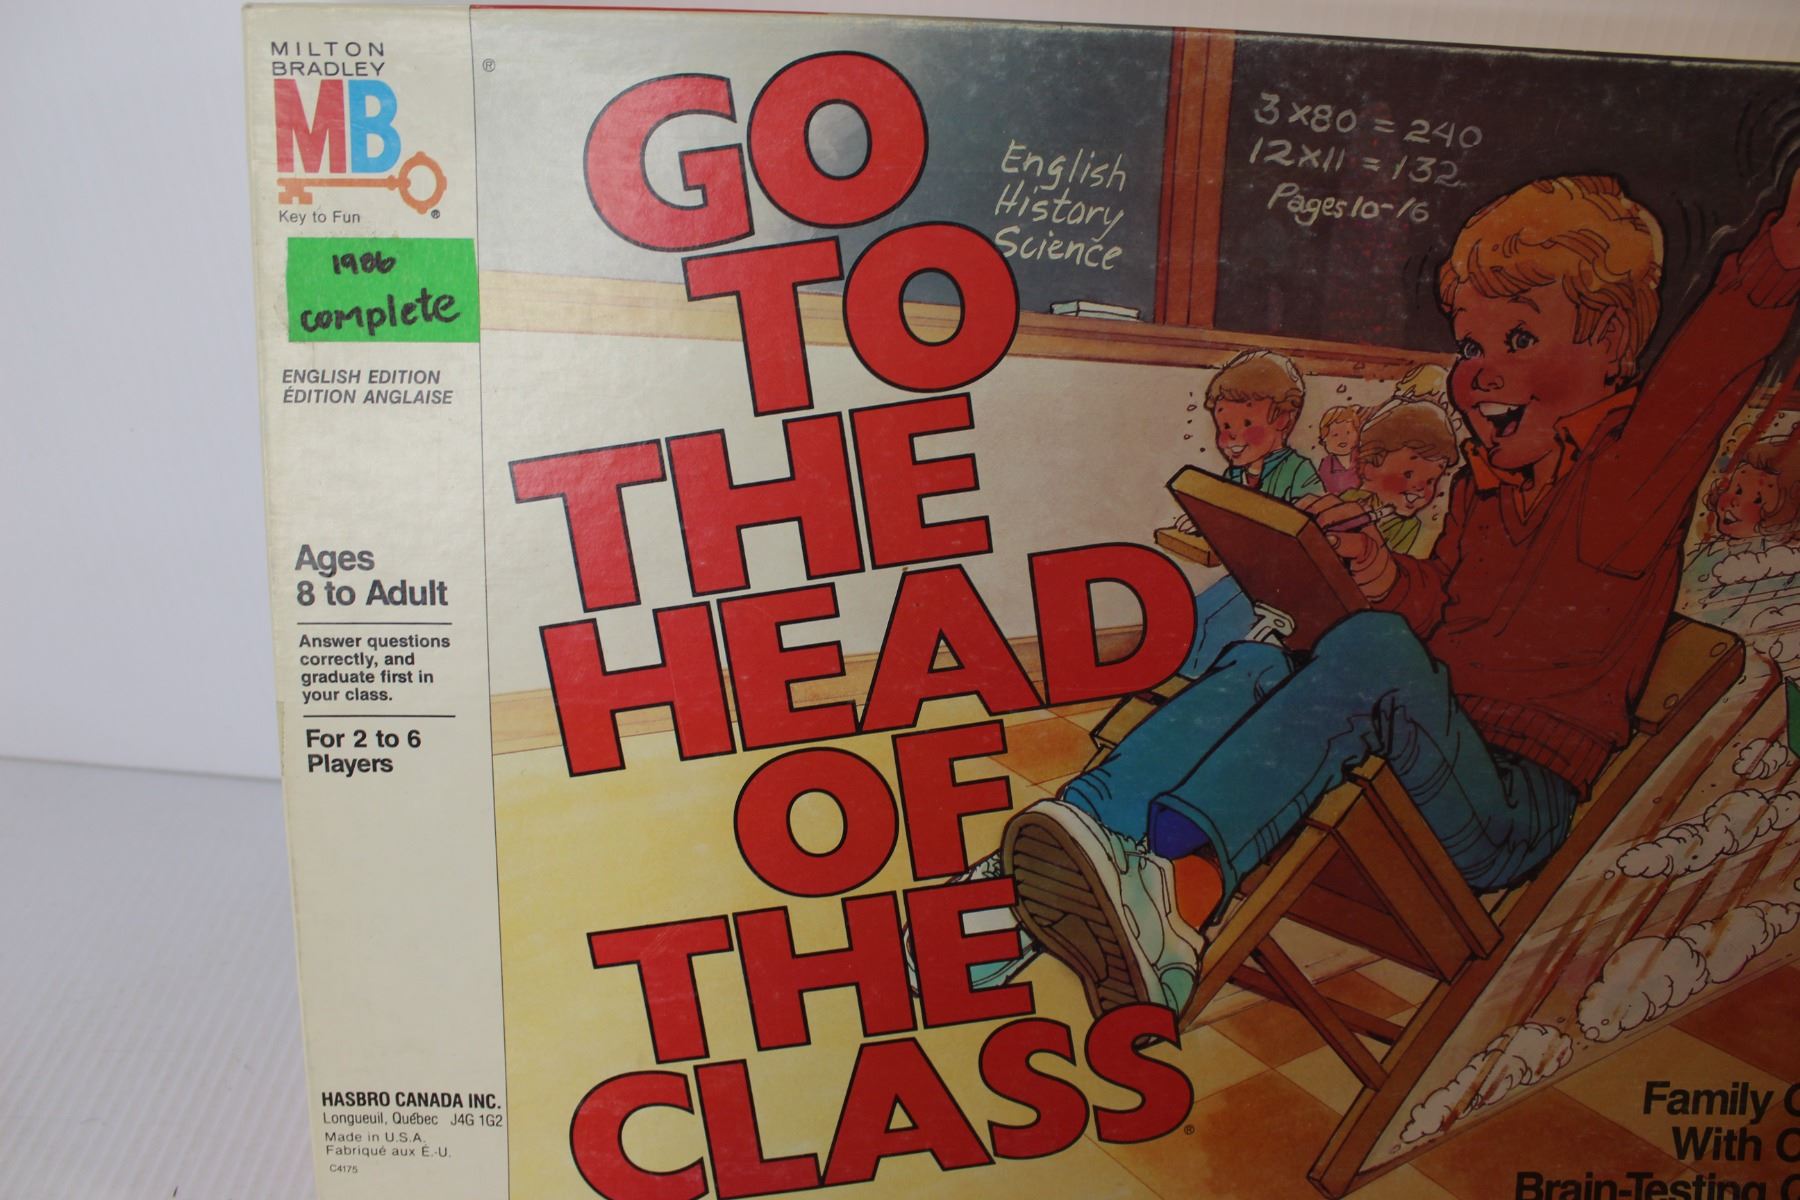 MILTON
BRADLEY
MB
Key to Fun
®
1986
complete
ENGLISH EDITION
ÉDITION ANGLAISE
Ages
8 to Adult
Answer questions
correctly, and
graduate first in
your class.
For 2 to 6
Players
HASBRO CANADA INC.
Longueuil, Québec J4G 1G2
Made in U.S.A.
Fabriqué aux É.-U.
C4175
®
GO
TO
THE
HEAD
OF
THE
CLASS
®
English
History
Science
3 x 80 = 240
12 x 11 = 132
Pages 10-16
Family
With
Brain-Testing